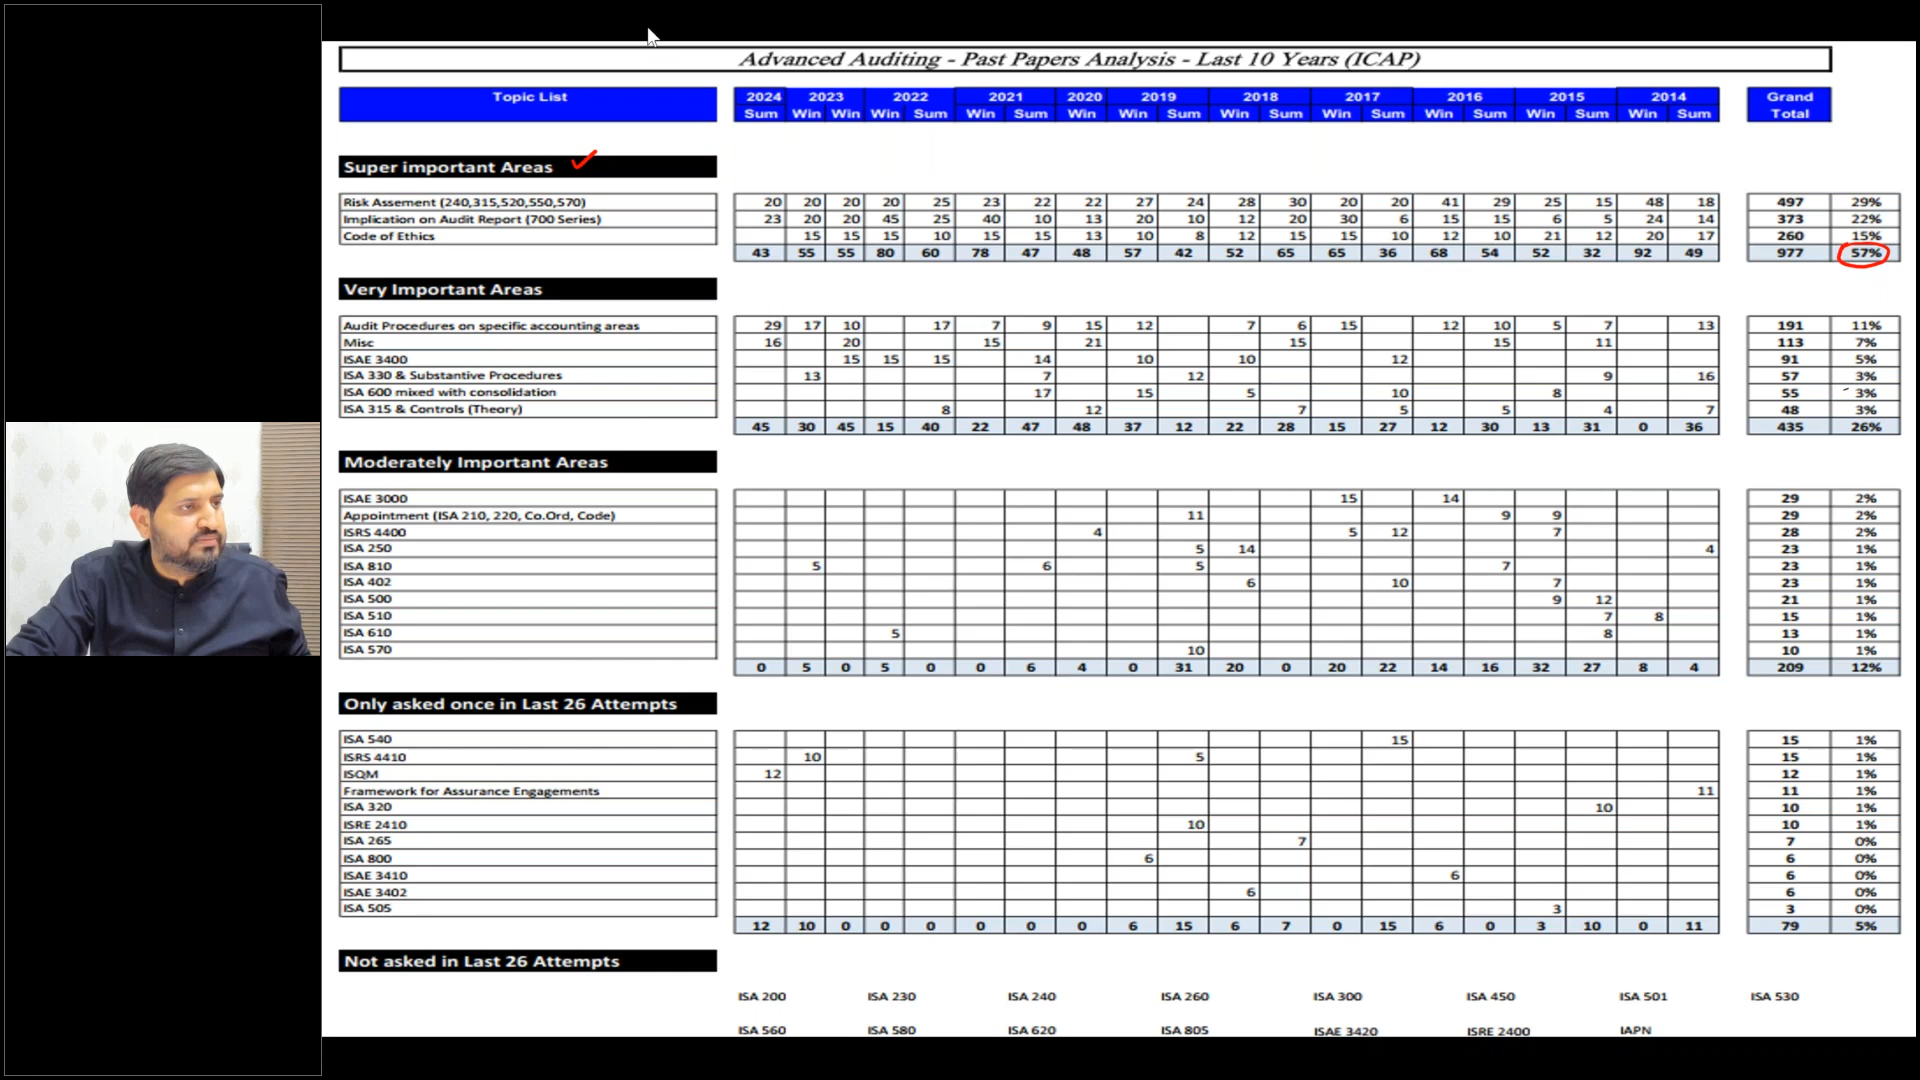 Advanced Auditing - Past Papers Analysis - Last 10 Years (ICAP)
Topic List 2024 2023 2022 2021 2020 2019 2018 2017 2016 2015 2014 Grand
Sum Win Win Win Sum Win Sum Win Win Sum Win Sum Win Sum Win Sum Win Sum Win Sum Total
Super important Areas
Risk Assement (240,315,520,550,570) 20 20 20 20 25 23 22 22 27 24 28 30 20 20 41 29 25 15 48 18 497 29%
Implication on Audit Report (700 Series) 23 20 20 45 25 40 10 13 20 10 12 20 30 6 15 15 6 5 24 14 373 22%
Code of Ethics 15 15 15 10 15 15 13 10 8 12 15 15 10 12 10 21 12 20 17 260 15%
43 55 55 80 60 78 47 48 57 42 52 65 65 36 68 54 52 32 92 49 977 57%
Very Important Areas
Audit Procedures on specific accounting areas 29 17 10 17 7 9 15 12 7 6 15 12 10 5 7 13 191 11%
Misc 16 20 15 21 15 15 11 113 7%
ISAE 3400 15 15 15 14 10 10 12 91 5%
ISA 330 & Substantive Procedures 13 7 12 9 16 57 3%
ISA 600 mixed with consolidation 17 15 5 10 8 55 3%
ISA 315 & Controls (Theory) 8 12 7 5 5 4 7 48 3%
45 30 45 15 40 22 47 48 37 12 22 28 15 27 12 30 13 31 0 36 435 26%
Moderately Important Areas
ISAE 3000 15 14 29 2%
Appointment (ISA 210, 220, Co.Ord, Code) 11 9 9 29 2%
ISRS 4400 4 5 12 7 28 2%
ISA 250 5 14 4 23 1%
ISA 810 5 6 5 7 23 1%
ISA 402 6 10 7 23 1%
ISA 500 9 12 21 1%
ISA 510 7 8 15 1%
ISA 610 5 8 13 1%
ISA 570 10 10 1%
0 5 0 5 0 0 6 4 0 31 20 0 20 22 14 16 32 27 8 4 209 12%
Only asked once in Last 26 Attempts
ISA 540 15 15 1%
ISRS 4410 10 5 15 1%
ISQM 12 12 1%
Framework for Assurance Engagements 11 11 1%
ISA 320 10 10 1%
ISRE 2410 10 10 1%
ISA 265 7 7 0%
ISA 800 6 6 0%
ISAE 3410 6 6 0%
ISAE 3402 6 6 0%
ISA 505 3 3 0%
12 10 0 0 0 0 0 0 6 15 6 7 0 15 6 0 3 10 0 11 79 5%
Not asked in Last 26 Attempts
ISA 200 ISA 230 ISA 240 ISA 260 ISA 300 ISA 450 ISA 501 ISA 530
ISA 560 ISA 580 ISA 620 ISA 805 ISAE 3420 ISRE 2400 IAPN